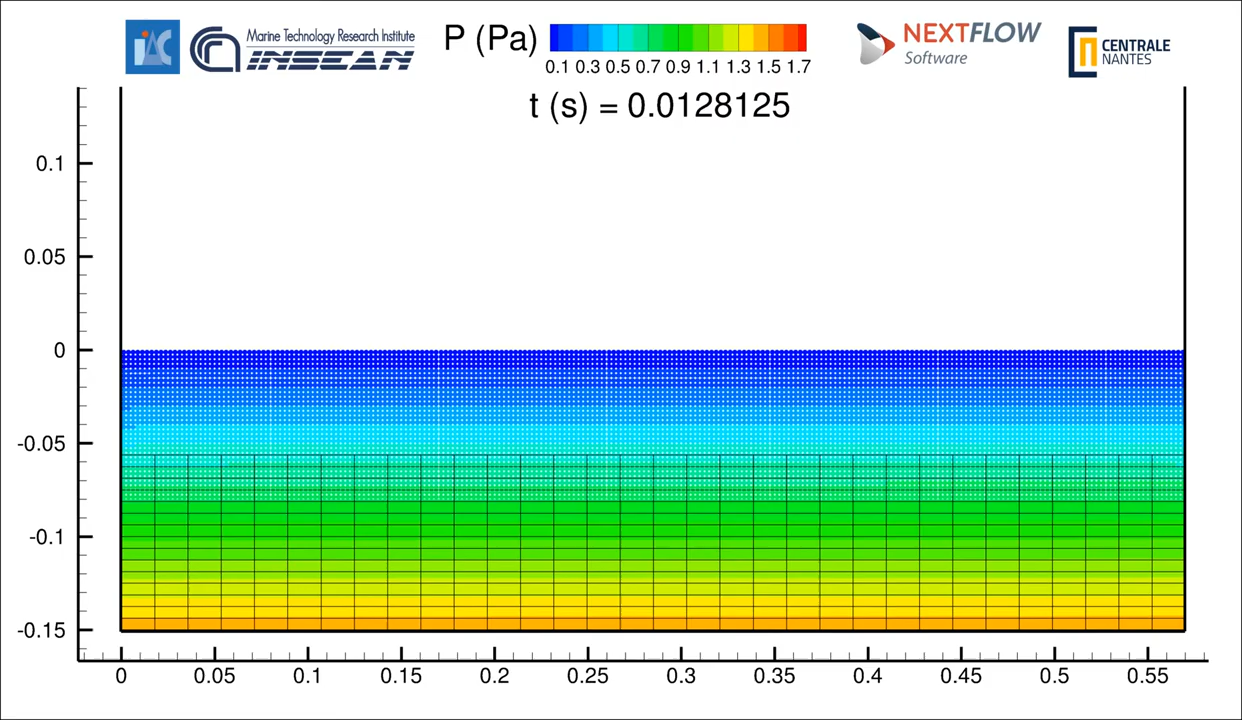 iAC
Marine Technology Research Institute
INSEAN
P (Pa)
0.1 0.3 0.5 0.7 0.9 1.1 1.3 1.5 1.7
NEXTFLOW
Software
CENTRALE
NANTES
t (s) = 0.0128125
0.1
0.05
0
-0.05
-0.1
-0.15
0 0.05 0.1 0.15 0.2 0.25 0.3 0.35 0.4 0.45 0.5 0.55